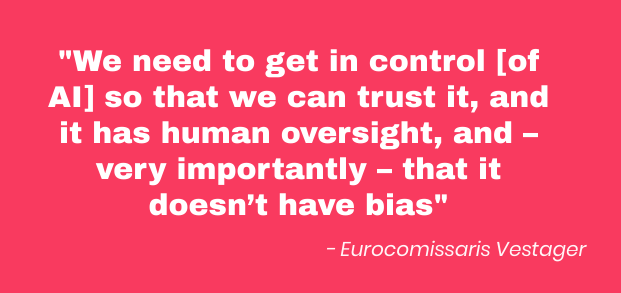 "We need to get in control [of
AI] so that we can trust it, and
it has human oversight, and –
very importantly – that it
doesn’t have bias"
- Eurocomissaris Vestager